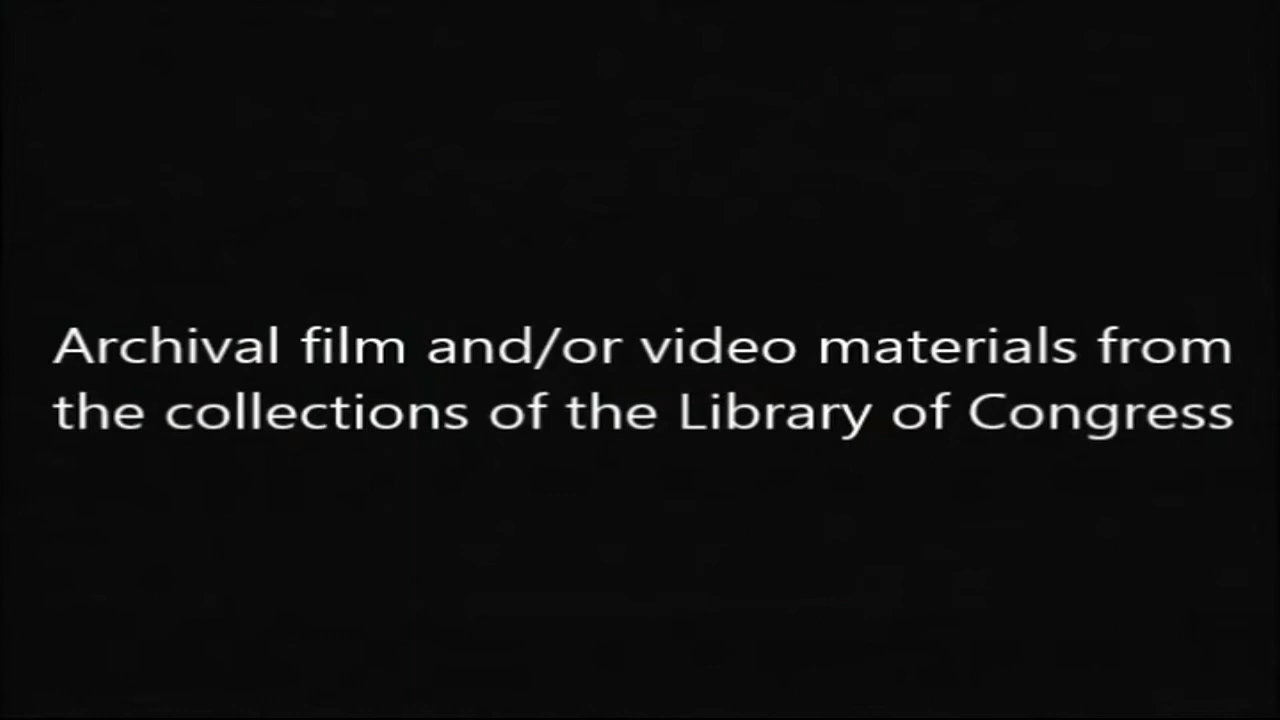 Archival film and/or video materials from
the collections of the Library of Congress